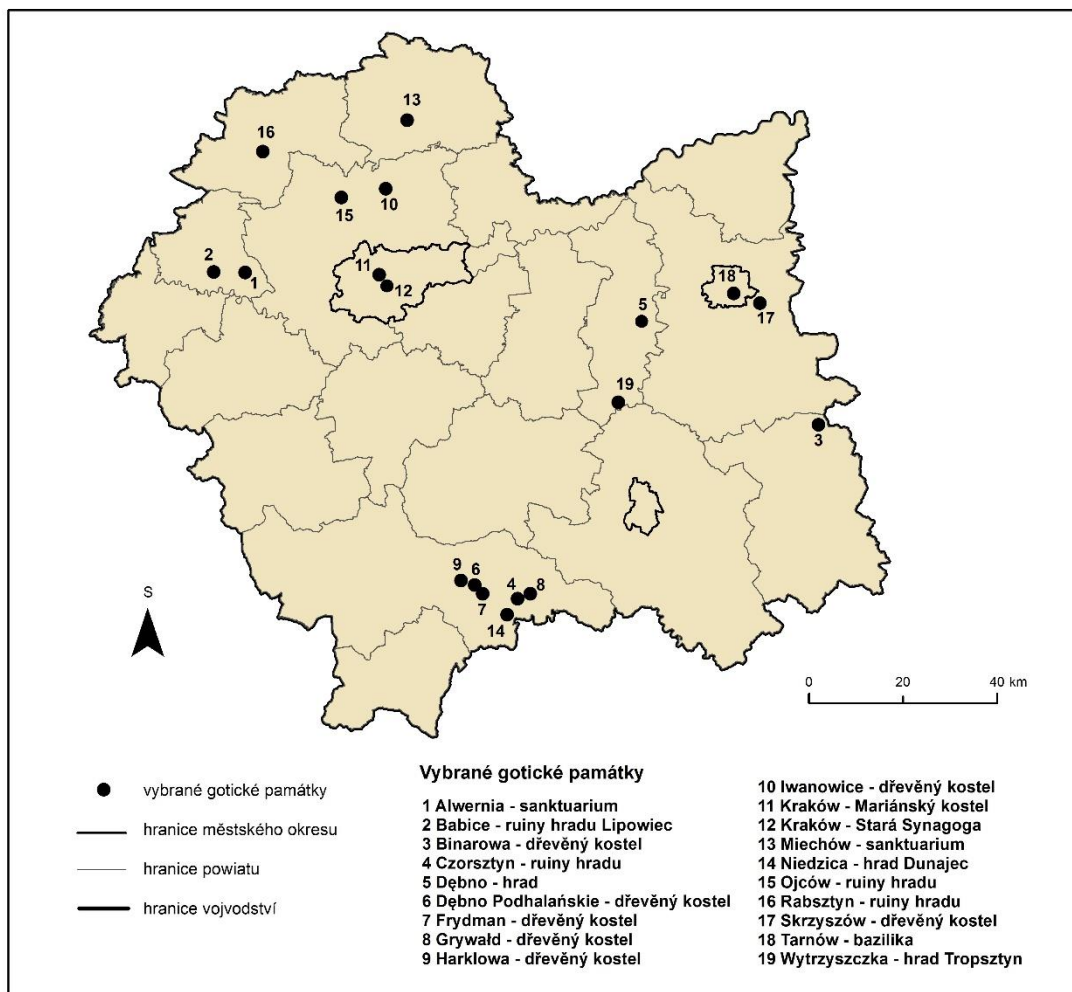 13
16
10
15
2
1
11
12
18
17
5
19
3
9
6
7
4
8
14
S
0 20 40 km
vybrané gotické památky
hranice městského okresu
hranice powiatu
hranice vojvodství
Vybrané gotické památky
1 Alwernia - sanktuarium
2 Babice - ruiny hradu Lipowiec
3 Binarowa - dřevěný kostel
4 Czorsztyn - ruiny hradu
5 Dębno - hrad
6 Dębno Podhalańskie - dřevěný kostel
7 Frydman - dřevěný kostel
8 Grywałd - dřevěný kostel
9 Harklowa - dřevěný kostel
10 Iwanowice - dřevěný kostel
11 Kraków - Mariánský kostel
12 Kraków - Stará Synagoga
13 Miechów - sanktuarium
14 Niedzica - hrad Dunajec
15 Ojców - ruiny hradu
16 Rabsztyn - ruiny hradu
17 Skrzyszów - dřevěný kostel
18 Tarnów - bazilika
19 Wytrzyszczka - hrad Tropsztyn